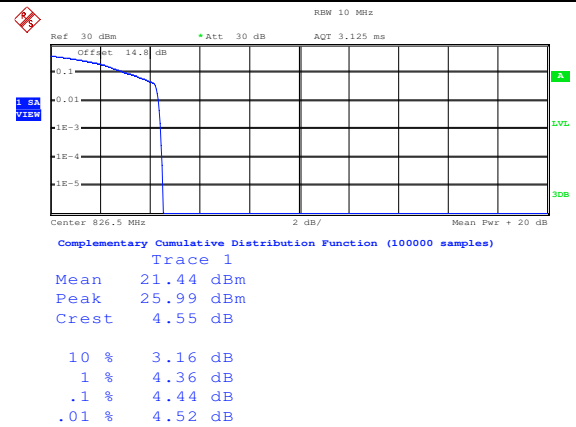 RBW 10 MHz
Ref 30 dBm *Att 30 dB AQT 3.125 ms
Offset 14.8 dB
0.1
A
0.01
1 SA
VIEW
1E-3
LVL
1E-4
1E-5
3DB
Center 826.5 MHz 2 dB/ Mean Pwr + 20 dB
Complementary Cumulative Distribution Function (100000 samples)
Trace 1
Mean 21.44 dBm
Peak 25.99 dBm
Crest 4.55 dB
10 % 3.16 dB
1 % 4.36 dB
.1 % 4.44 dB
.01 % 4.52 dB